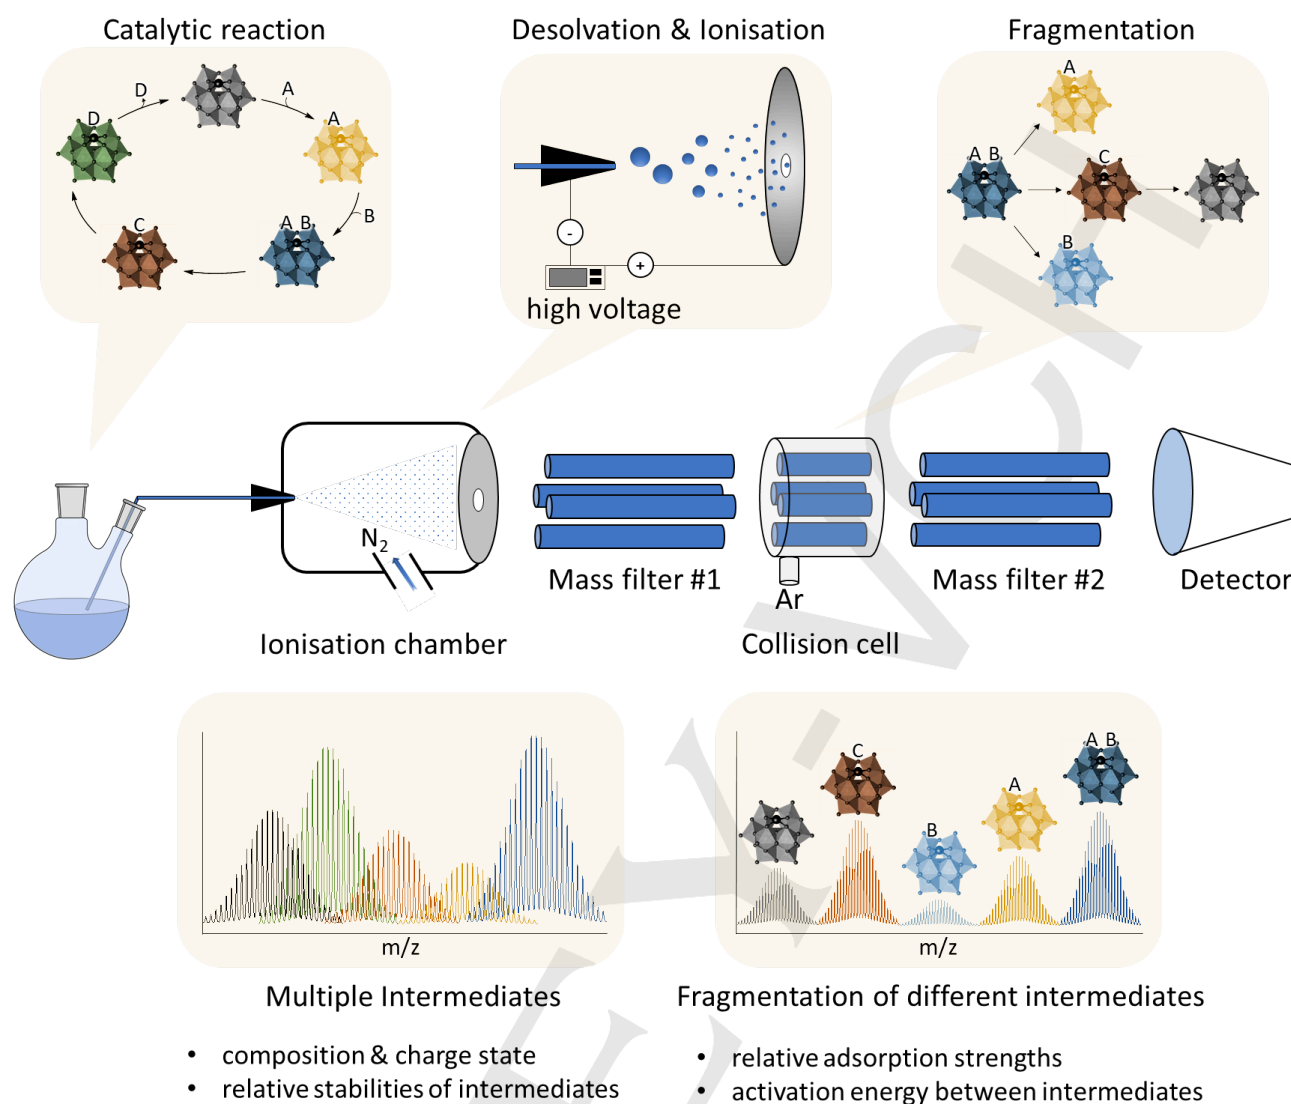 Catalytic reaction
Desolvation & Ionisation
Fragmentation
D
A
D
A
B
C
A B
-
+
high voltage
A
A B
C
B
N2
Mass filter #1
Ar
Mass filter #2
Detector
Ionisation chamber
Collision cell
m/z
C
B
A
A B
m/z
Multiple Intermediates
• composition & charge state
• relative stabilities of intermediates
Fragmentation of different intermediates
• relative adsorption strengths
• activation energy between intermediates
EY-VCH